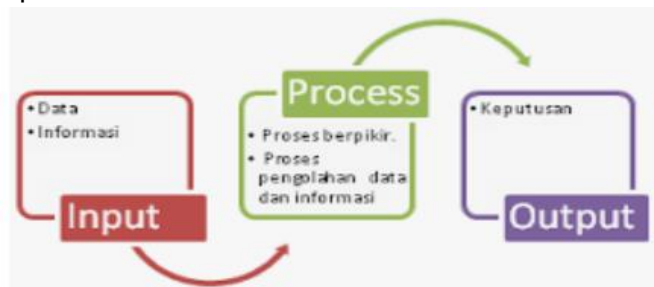 • Data
• Informasi
Input
Process
• Proses berpikir.
• Proses
pengolahan data
dan informasi
• Keputusan
Output